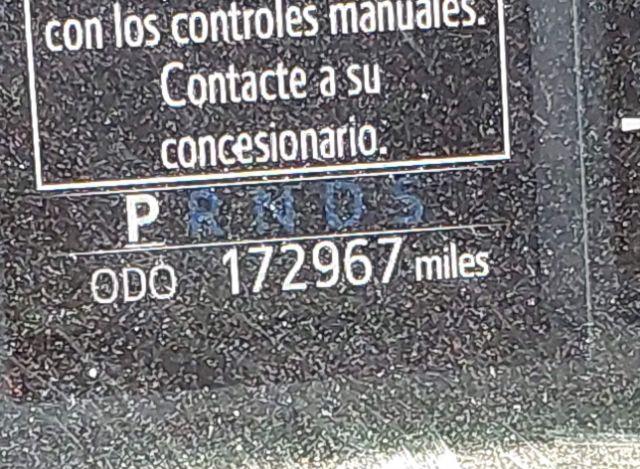 con los controles manuales.
Contacte a su
concesionario.
P R N D S
ODO 172967 miles